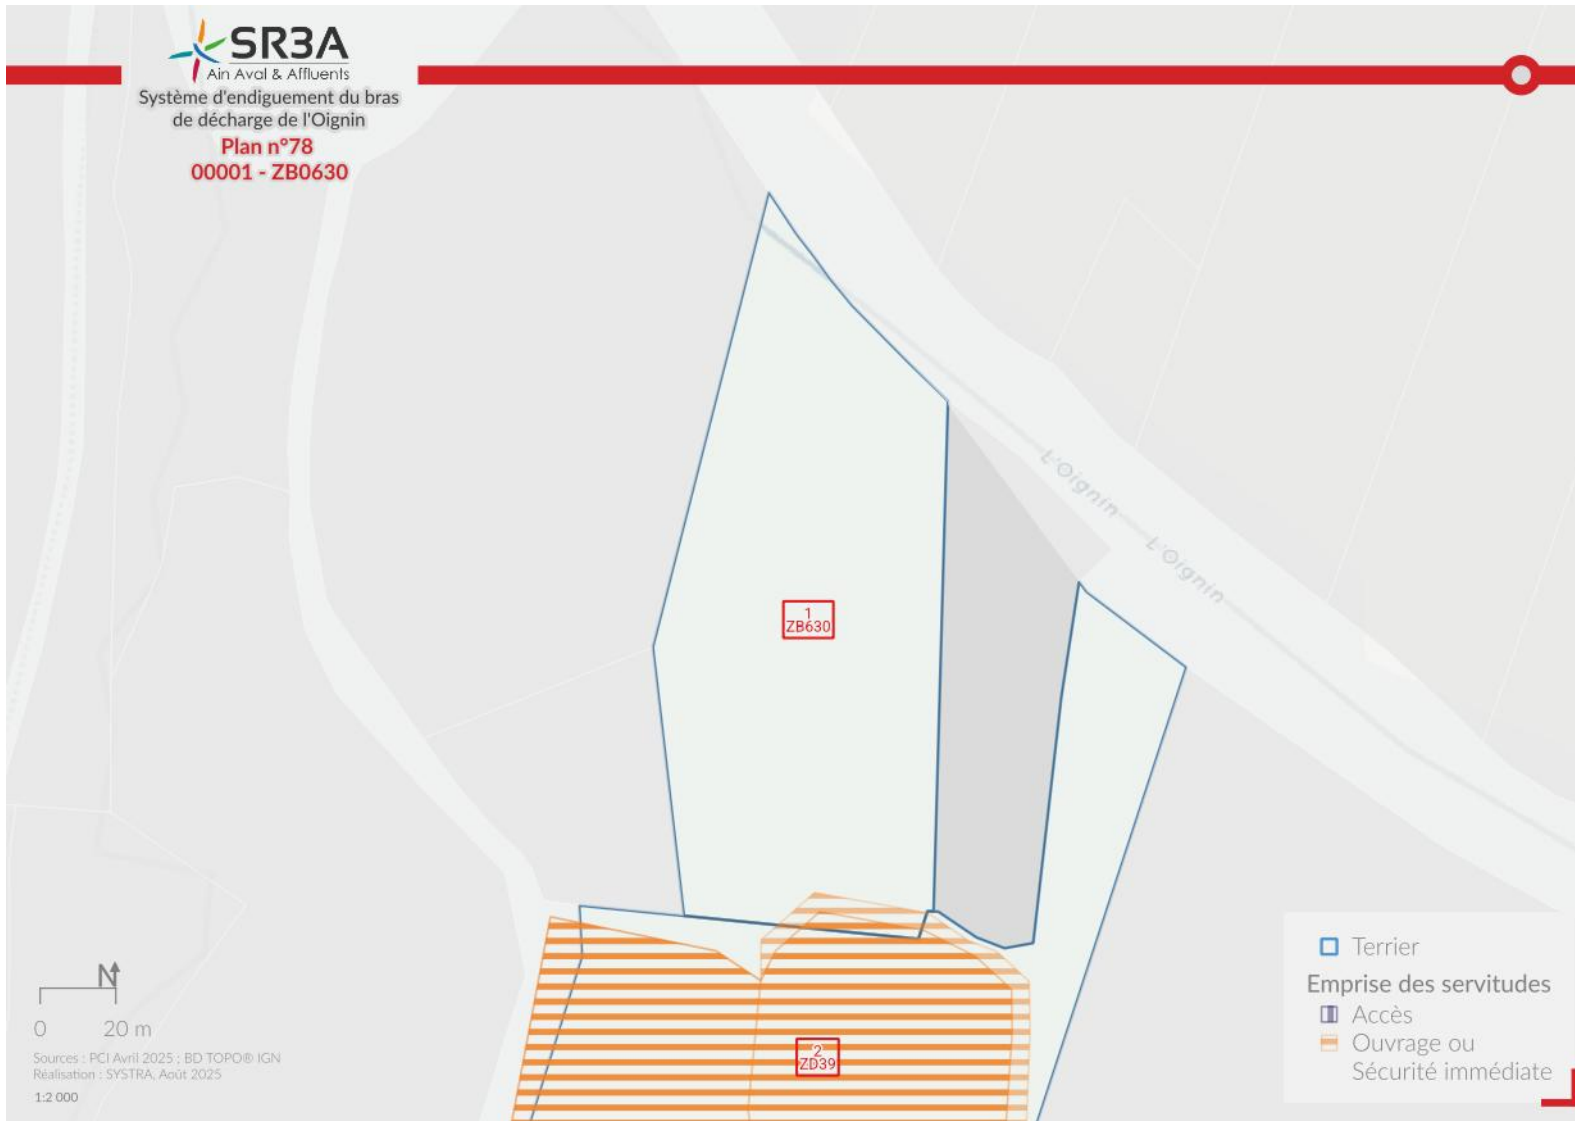 SR3A
Ain Aval & Affluents
Système d'endiguement du bras
de décharge de l'Oignin
Plan n°78
00001 - ZB0630
L'Oignin
L'Oignin
1
ZB630
2
ZD39
N
0 20 m
Sources : PCI Avril 2025 ; BD TOPO® IGN
Réalisation : SYSTRA, Août 2025
1:2 000
Terrier
Emprise des servitudes
Accès
Ouvrage ou
Sécurité immédiate